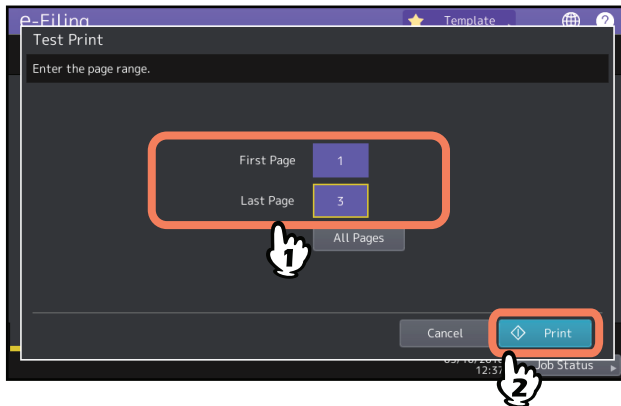 e-Filing
Template
?
Test Print
Enter the page range.
First Page 1
Last Page 3
All Pages
1
Cancel
Print
12:37
Job Status
2